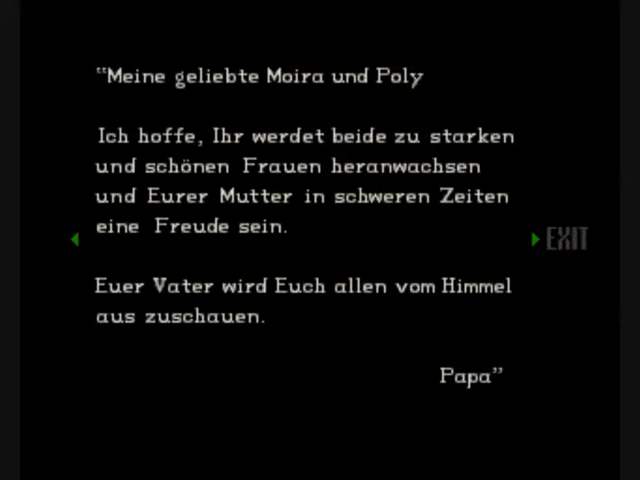 "Meine geliebte Moira und Poly
Ich hoffe, Ihr werdet beide zu starken
und schönen Frauen heranwachsen
und Eurer Mutter in schweren Zeiten
eine Freude sein.
EXIT
Euer Vater wird Euch allen vom Himmel
aus zuschauen.
Papa"